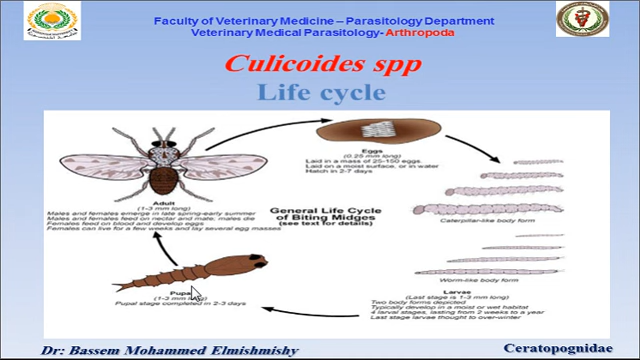 Faculty of Veterinary Medicine – Parasitology Department
Veterinary Medical Parasitology- Arthropoda
Culicoides spp
Life cycle
Eggs
(0.25 mm long)
Laid in a mass of 25-150 eggs
Laid on a moist surface, or in water
Hatch in 2-7 days
Adult
(1-3 mm long)
Males and females emerge in late spring-early summer
Males and females feed on nectar and mate, males die
Females feed on blood and develop eggs
Females can live for a few weeks and lay several egg masses
General Life Cycle
of Biting Midges
(see text for details)
Caterpillar-like body form
Worm-like body form
Pupa
(1-3 mm long)
Pupal stage completed in 2-3 days
Larvae
(Last stage is 1-3 mm long)
Two body forms depicted
Typically develop in a moist or wet habitat
4 larval stages, lasting from 2 weeks to a year
Last stage larvae thought to over-winter
Dr: Bassem Mohammed Elmishmishy
Ceratopognidae